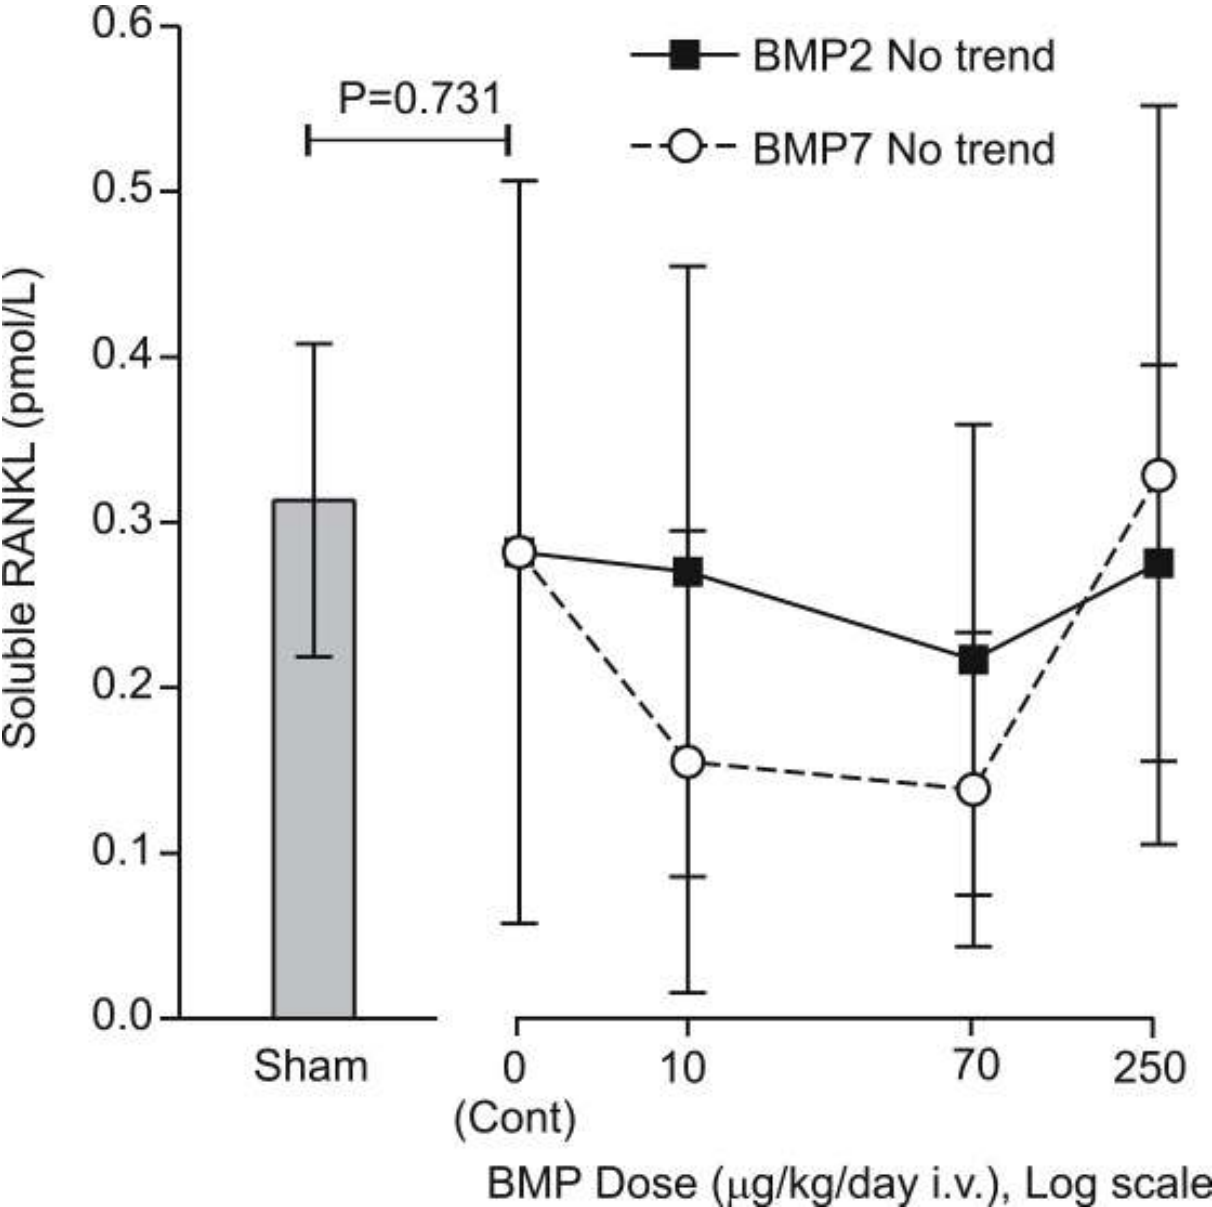 0.6
BMP2 No trend
P=0.731
BMP7 No trend
0.5
0.4
0.3
0.2
0.1
0.0
Soluble RANKL (pmol/L)
Sham
0
10
70
250
(Cont)
BMP Dose (μg/kg/day i.v.), Log scale